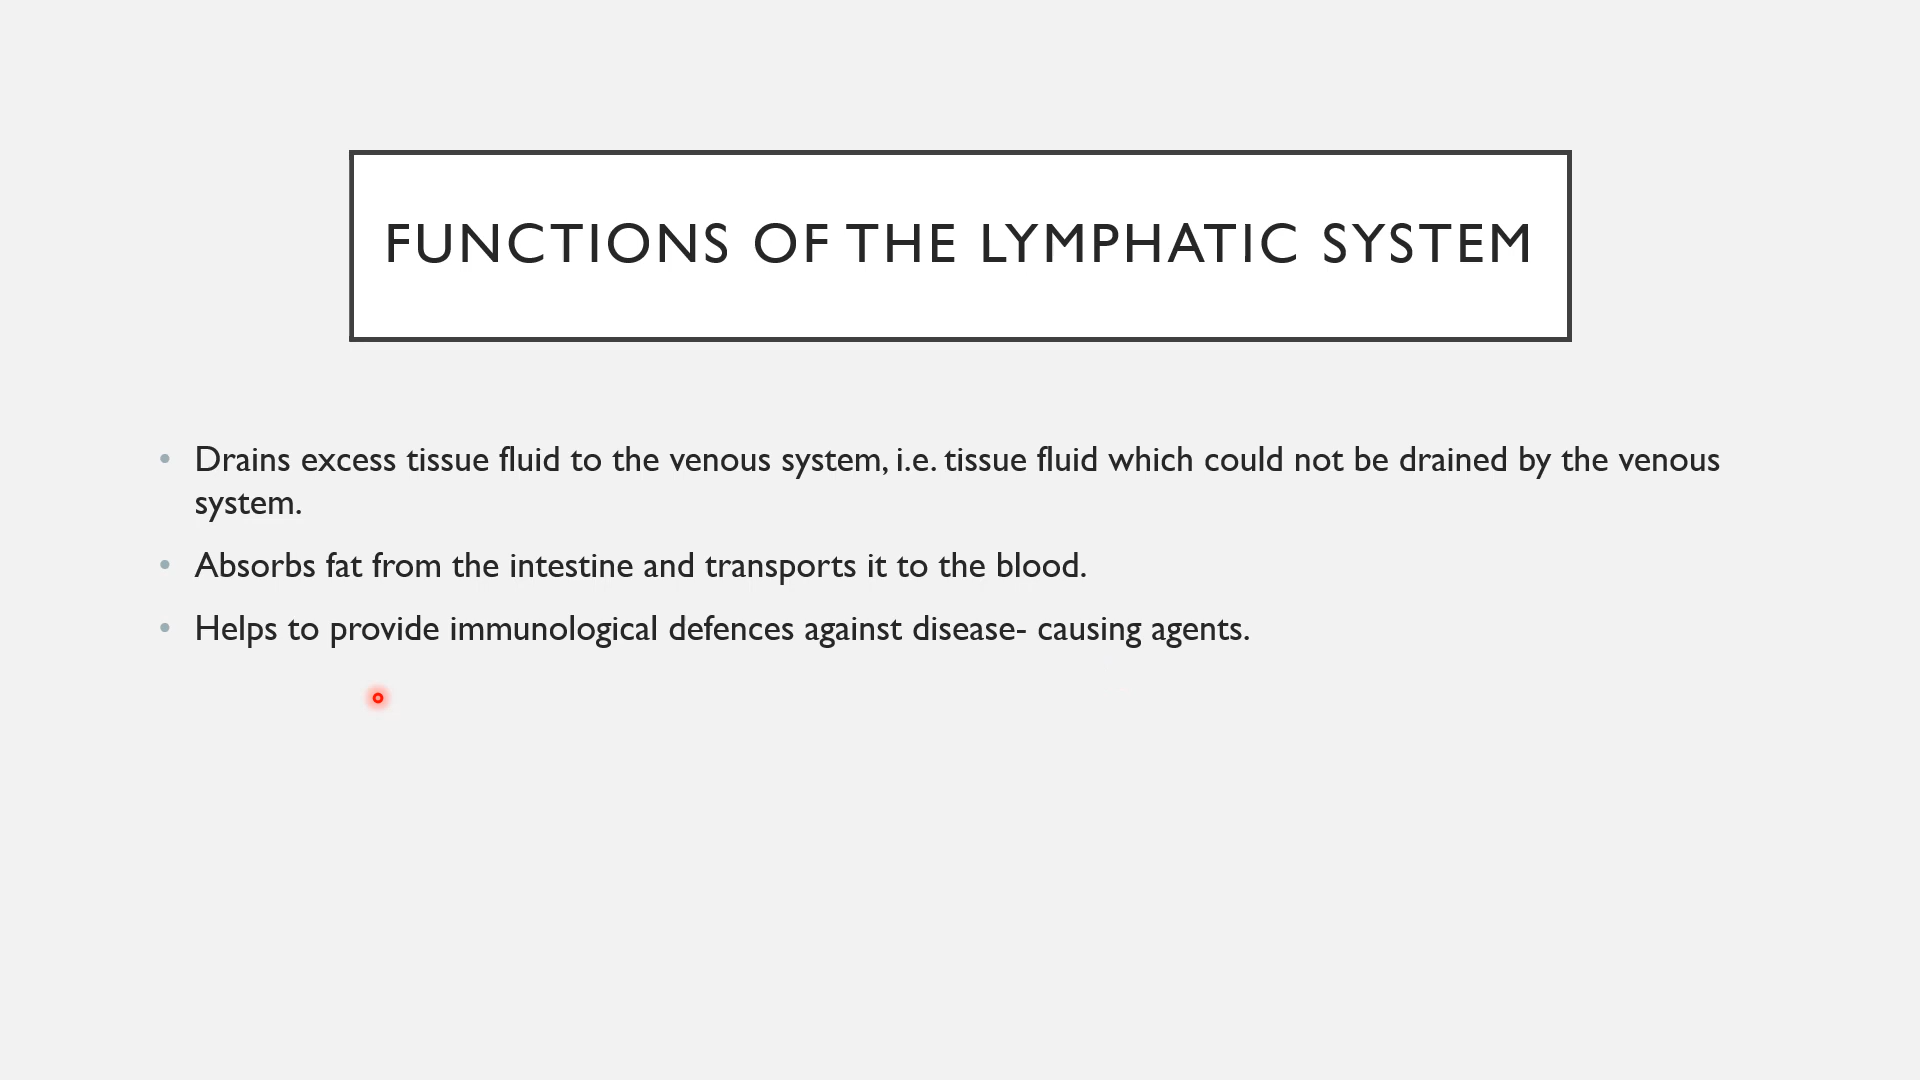 FUNCTIONS OF THE LYMPHATIC SYSTEM
• Drains excess tissue fluid to the venous system, i.e. tissue fluid which could not be drained by the venous
system.
• Absorbs fat from the intestine and transports it to the blood.
• Helps to provide immunological defences against disease- causing agents.